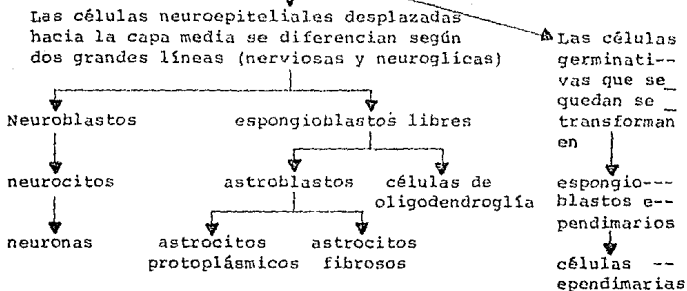 Las células neuroepiteliales desplazadas
hacia la capa media se diferencian según
dos grandes líneas (nerviosas y neuroglicas)
Neuroblastos
espongioblastos libres
neurocitos
astroblastos
células de
oligodendroglía
neuronas
astrocitos
protoplásmicos
astrocitos
fibrosos
Las células
germinati--
vas que se_
quedan se_
transforman
en
espongio---
blastos e--
pendimarios
células --
ependimarias